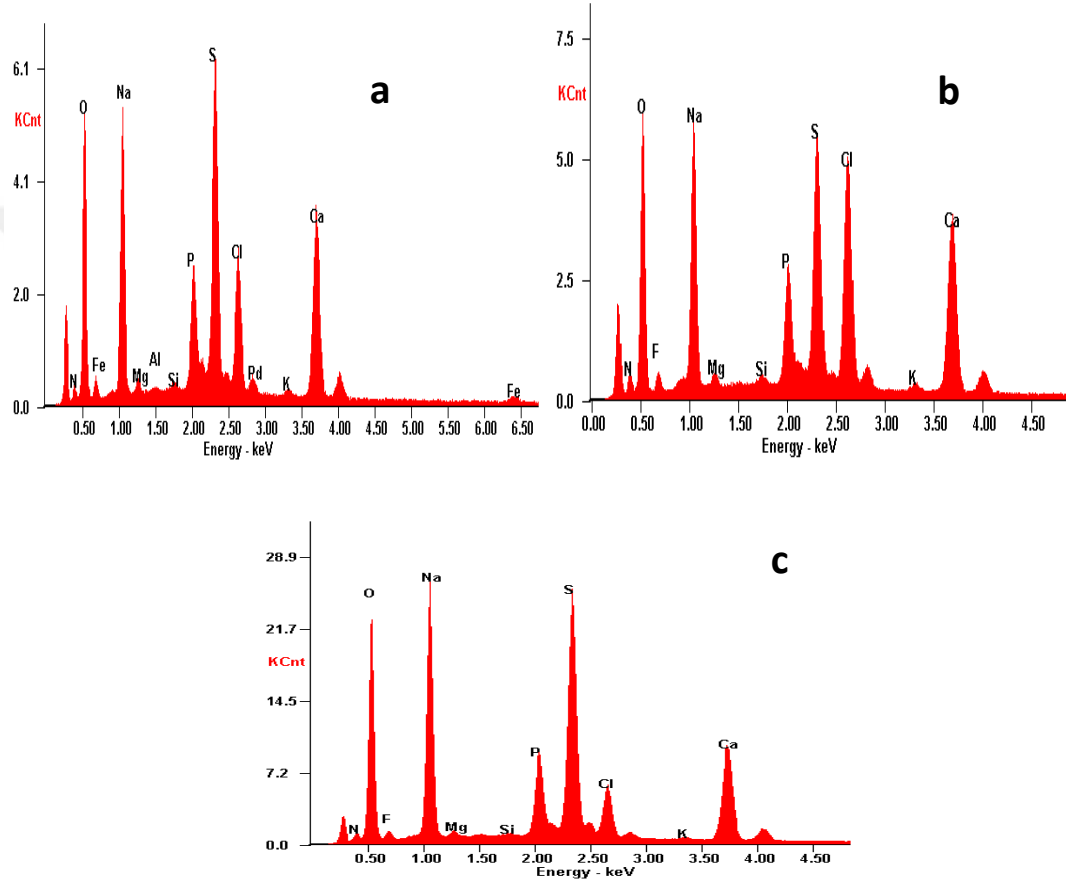 a
6.1
KCnt
4.1
2.0
0.0
O
Na
S
P
Cl
Ca
N
Fe
Mg
Al
Si
Pd
K
Fe
0.50 1.00 1.50 2.00 2.50 3.00 3.50 4.00 4.50 5.00 5.50 6.00 6.50
Energy - keV
b
7.5
KCnt
5.0
2.5
0.0
O
Na
S
Cl
P
Ca
N
F
Mg
Si
K
0.00 0.50 1.00 1.50 2.00 2.50 3.00 3.50 4.00 4.50
Energy - keV
c
28.9
21.7
KCnt
14.5
7.2
0.0
O
Na
S
P
Cl
Ca
N
F
Mg
Si
K
0.50 1.00 1.50 2.00 2.50 3.00 3.50 4.00 4.50
Energy - keV